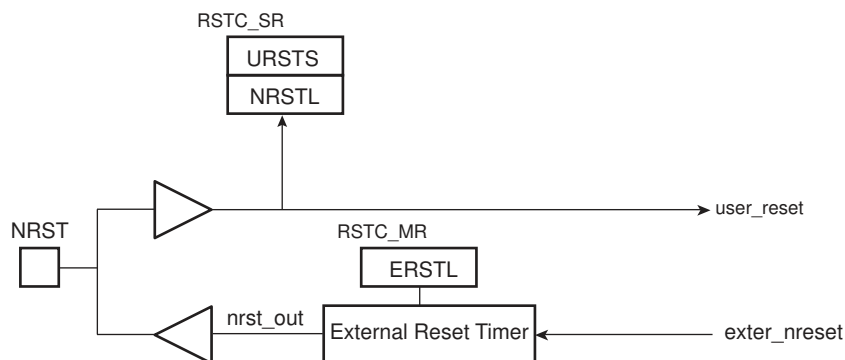 RSTC_SR
URSTS
NRSTL
user_reset
NRST
RSTC_MR
ERSTL
nrst_out
External Reset Timer
exter_nreset